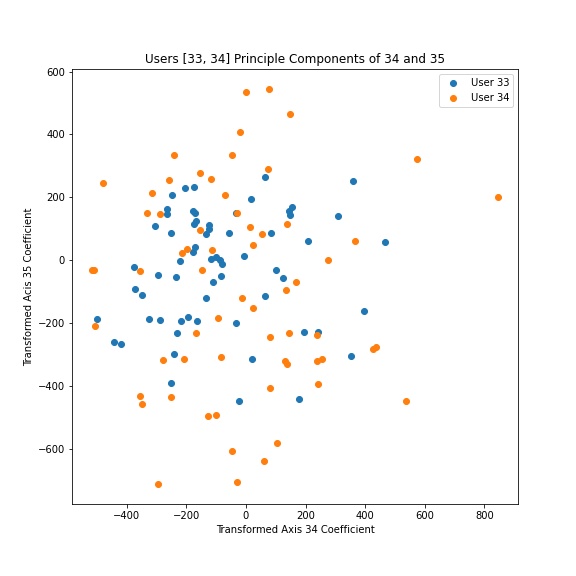 Users [33, 34] Principle Components of 34 and 35
User 33
User 34
Transformed Acis 35 Coefficient
600
400
200
0
−200
−400
−600
−400 −200 0 200 400 600 800
Transformed Axis 34 Coefficient